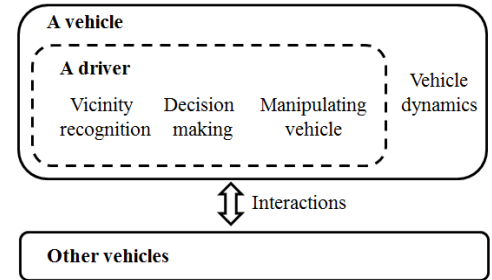 A vehicle
A driver
Vicinity
recognition
Decision
making
Manipulating
vehicle
Vehicle
dynamics
Interactions
Other vehicles